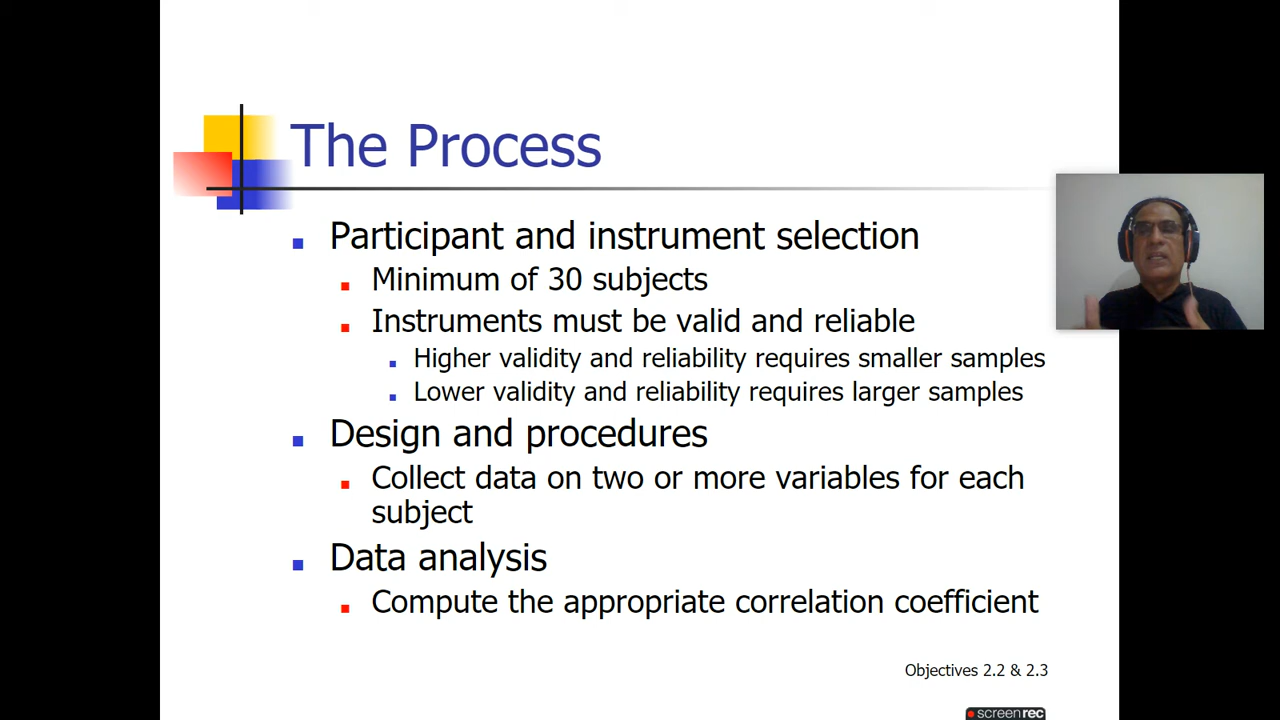 The Process
Participant and instrument selection
Minimum of 30 subjects
Instruments must be valid and reliable
Higher validity and reliability requires smaller samples
Lower validity and reliability requires larger samples
Design and procedures
Collect data on two or more variables for each
subject
Data analysis
Compute the appropriate correlation coefficient
Objectives 2.2 & 2.3
screenrec